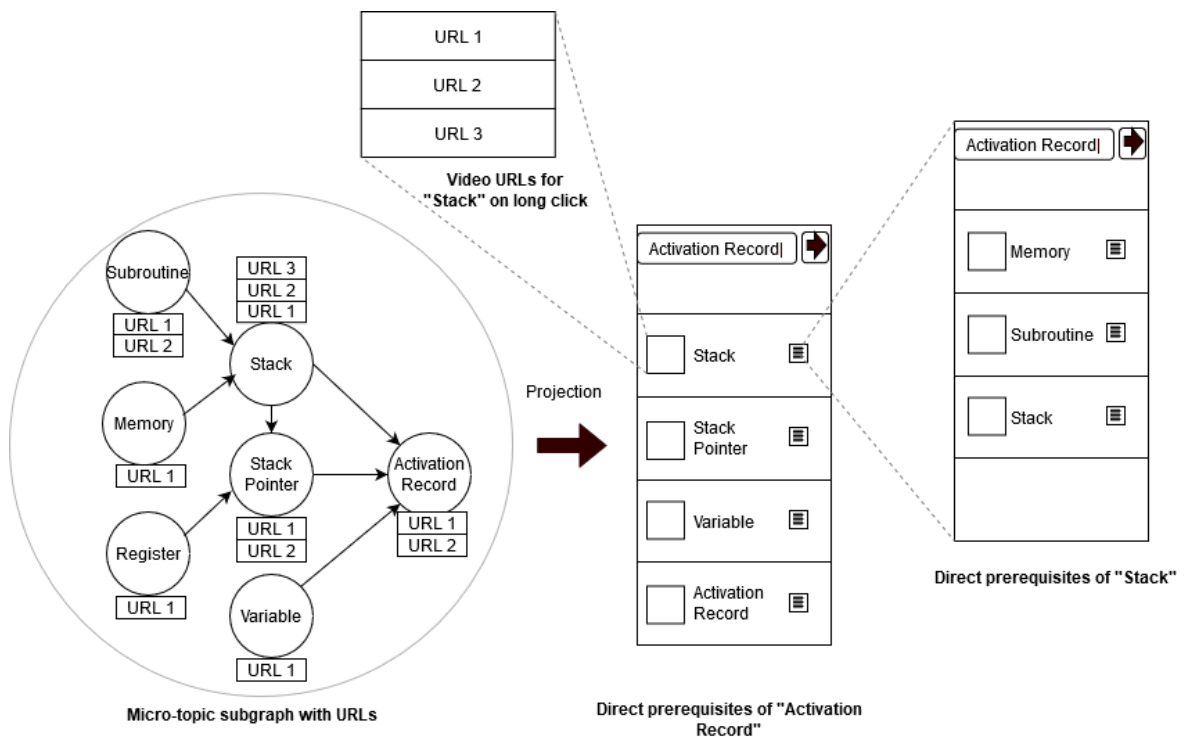 URL 1
URL 2
URL 3
Video URLs for
"Stack" on long click
Subroutine
URL 1
URL 2
URL 3
URL 2
URL 1
Stack
Memory
URL 1
Stack
Pointer
URL 1
URL 2
Activation
Record
URL 1
URL 2
Register
URL 1
Variable
URL 1
Micro-topic subgraph with URLs
Projection
Activation Record
Stack
Stack
Pointer
Variable
Activation
Record
Direct prerequisites of "Activation
Record"
Activation Record
Memory
Subroutine
Stack
Direct prerequisites of "Stack"